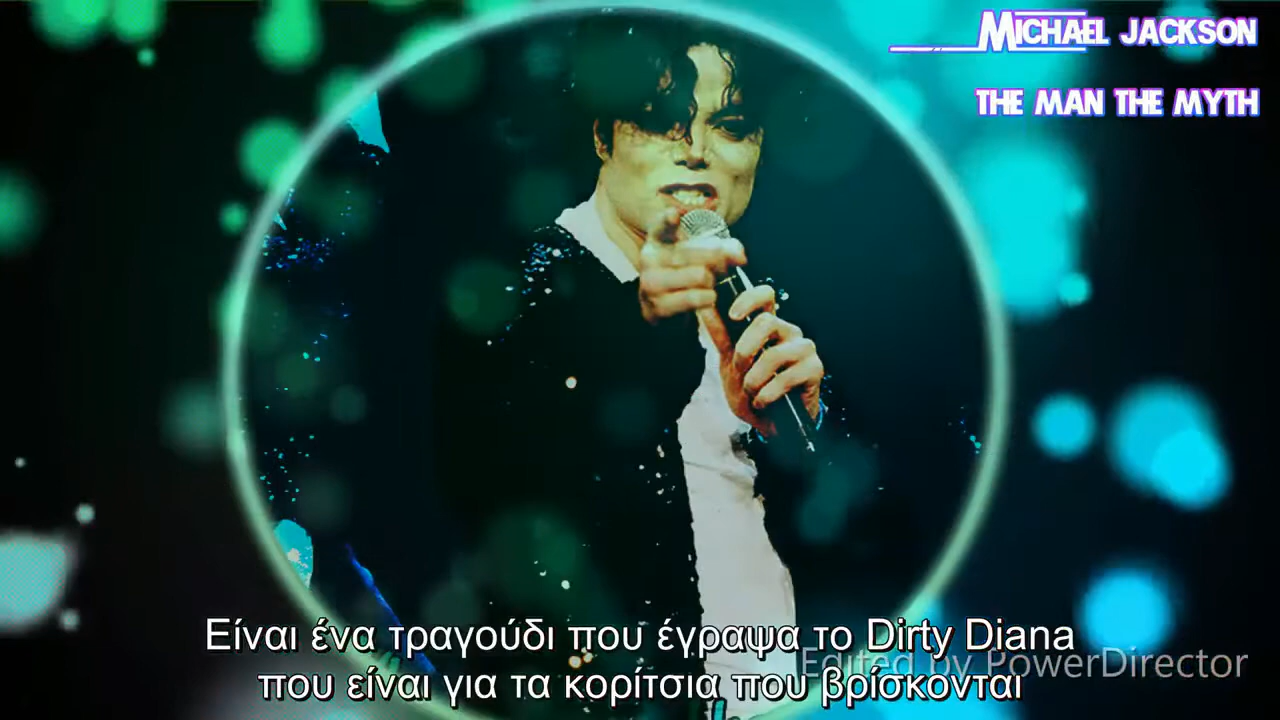 MICHAEL JACKSON
THE MAN THE MYTH
Είναι ένα τραγούδι που έγραψα το Dirty Diana
που είναι για τα κορίτσια που βρίσκονται
Edited by PowerDirector